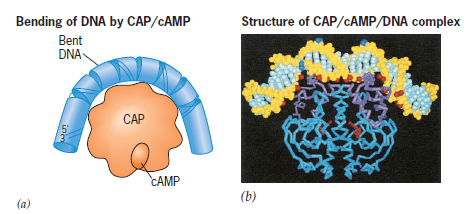 Bending of DNA by CAP/cAMP
Structure of CAP/cAMP/DNA complex
Bent
DNA
CAP
5'
3'
cAMP
(a)
(b)